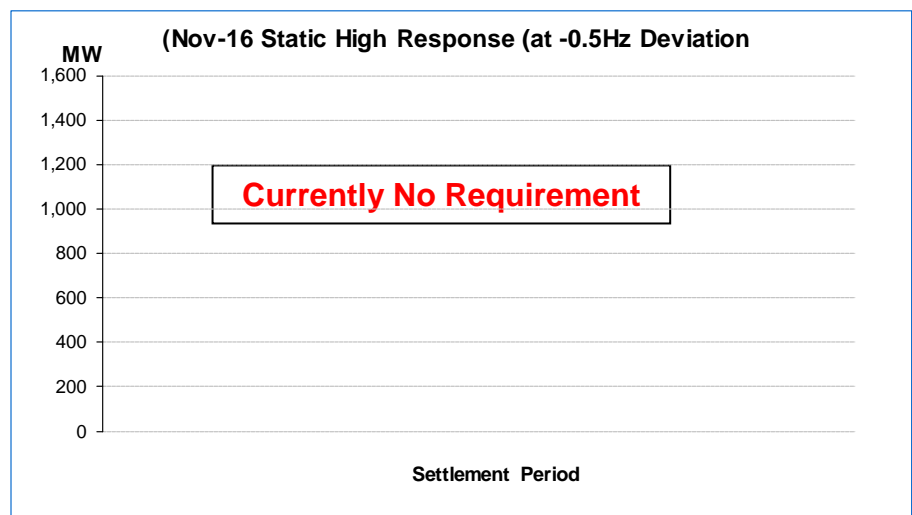 (Nov-16 Static High Response (at -0.5Hz Deviation
MW
1,600
1,400
1,200
Currently No Requirement
1,000
800
600
400
200
0
Settlement Period